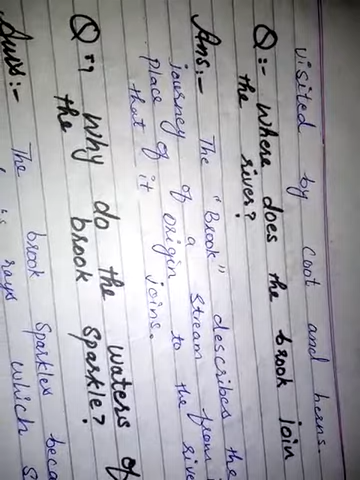 visited by coot and herns.
Q:- Where does the brook join
the river?
Ans:- The "Brook" describes the
journey of a stream from
place of origin to the
that it joins.
Q:- Why do the waters of
the brook sparkle?
Ans:- The brook sparkles
rays which